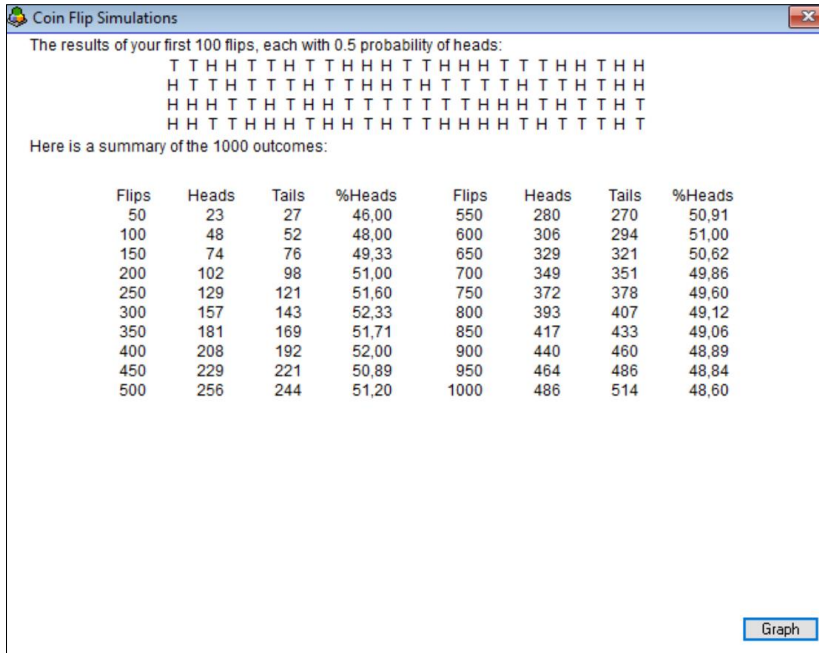 Coin Flip Simulations
The results of your first 100 flips, each with 0.5 probability of heads:
T T H H T T H T T H H H T T H H H T T T H H T H H
H T T H T T T H T T H H T H T T T T H T T H T H H
H H H T T H T H H T T T T T T T H H H T H T T H T
H H T T H H H T H H T H T T H H H H T H T T T H T
Here is a summary of the 1000 outcomes:
Flips Heads Tails %Heads Flips Heads Tails %Heads
50 23 27 46,00 550 280 270 50,91
100 48 52 48,00 600 306 294 51,00
150 74 76 49,33 650 329 321 50,62
200 102 98 51,00 700 349 351 49,86
250 129 121 51,60 750 372 378 49,60
300 157 143 52,33 800 393 407 49,12
350 181 169 51,71 850 417 433 49,06
400 208 192 52,00 900 440 460 48,89
450 229 221 50,89 950 464 486 48,84
500 256 244 51,20 1000 486 514 48,60
Graph